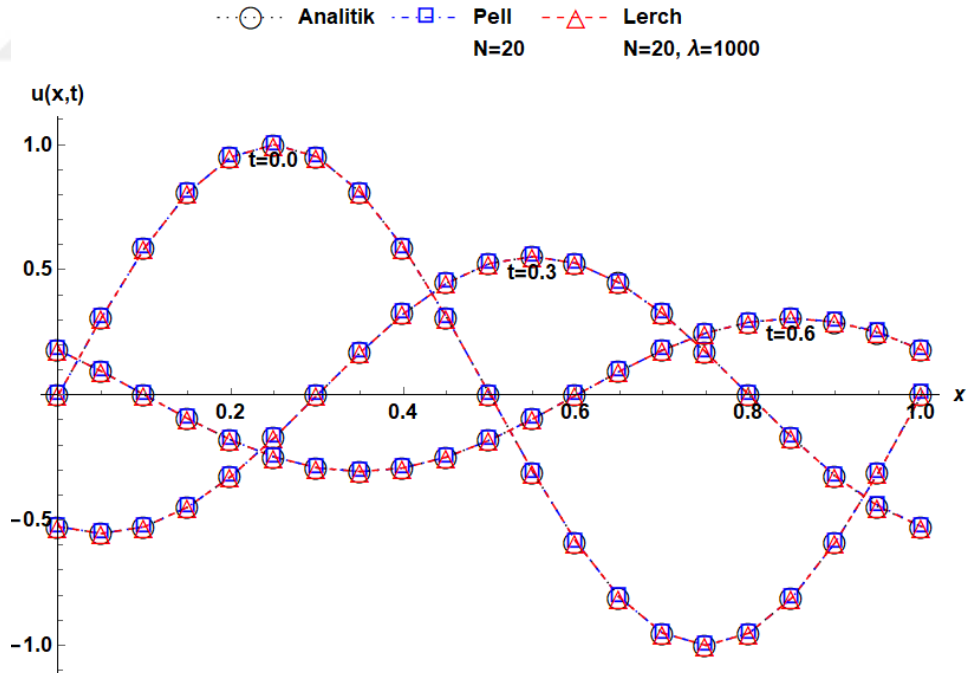 Analitik Pell Lerch
N=20 N=20, λ=1000
u(x,t)
1.0
t=0.0
0.5
t=0.3
t=0.6
0.2 0.4 0.6 0.8 1.0 x
-0.5
-1.0